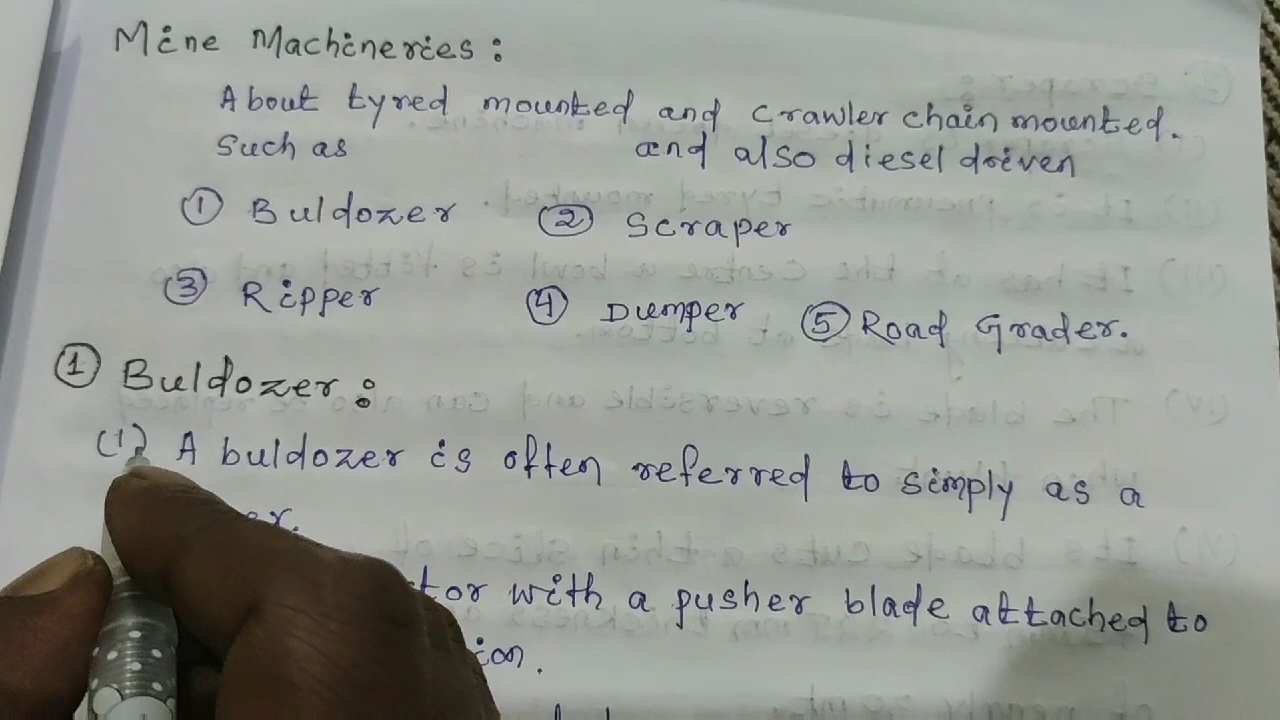 Mine Machineries:
About tyred mounted and crawler chain mounted.
Such as and also diesel driven
① Buldozer ② Scraper
③ Ripper ④ Dumper ⑤ Road Grader.
① Buldozer:
(1) A buldozer is often referred to simply as a
with a pusher blade attached to